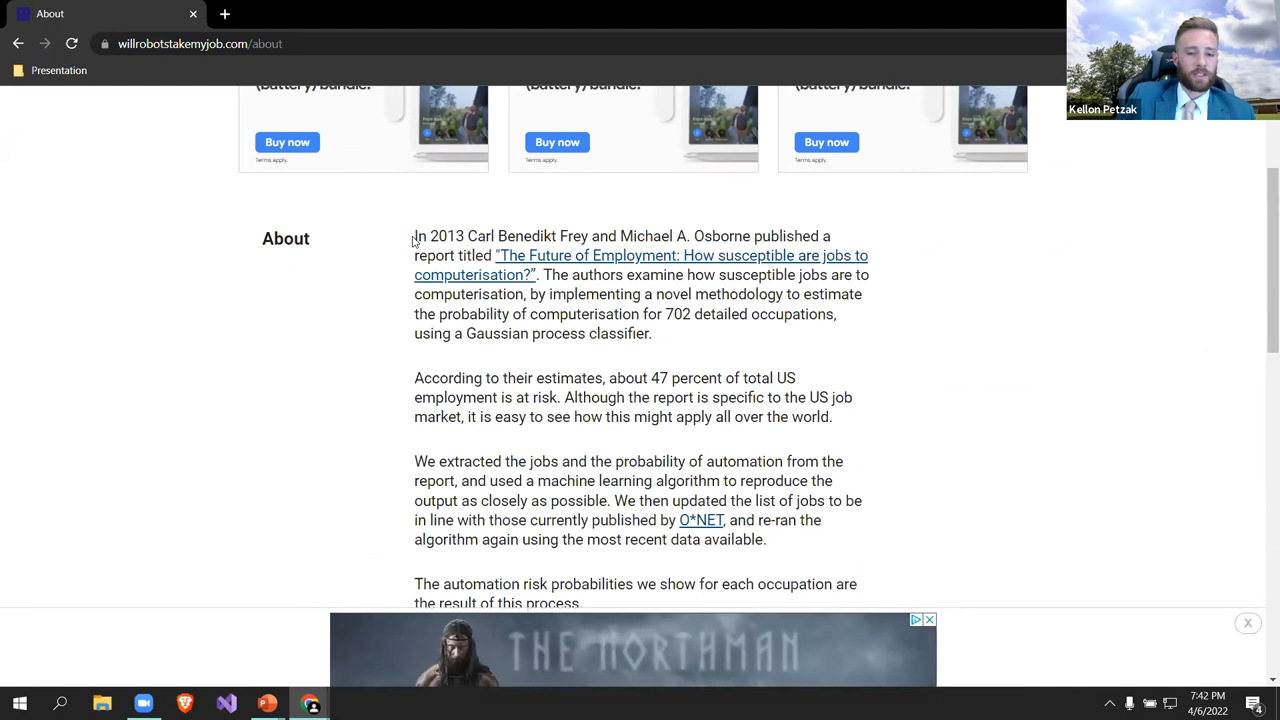 About
willrobotstakemyjob.com/about
Presentation
Kellon Petzak
(battery) bundle. (battery) bundle. (battery) bundle.
Buy now Buy now Buy now
Terms apply. Terms apply. Terms apply.
About
In 2013 Carl Benedikt Frey and Michael A. Osborne published a
report titled "The Future of Employment: How susceptible are jobs to
computerisation?". The authors examine how susceptible jobs are to
computerisation, by implementing a novel methodology to estimate
the probability of computerisation for 702 detailed occupations,
using a Gaussian process classifier.
According to their estimates, about 47 percent of total US
employment is at risk. Although the report is specific to the US job
market, it is easy to see how this might apply all over the world.
We extracted the jobs and the probability of automation from the
report, and used a machine learning algorithm to reproduce the
output as closely as possible. We then updated the list of jobs to be
in line with those currently published by O*NET, and re-ran the
algorithm again using the most recent data available.
The automation risk probabilities we show for each occupation are
the result of this process.
THE NORTHMAN
7:42 PM
4/6/2022
4